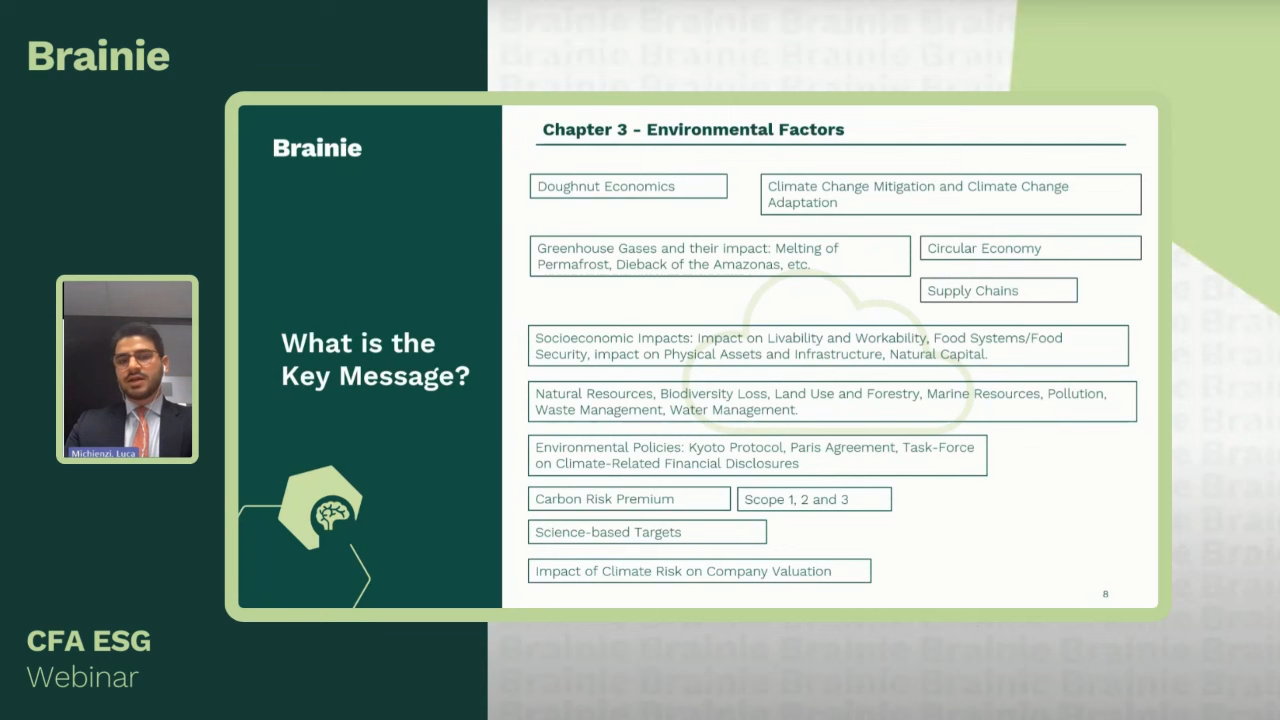 Brainie
Brainie
Chapter 3 - Environmental Factors
Doughnut Economics
Climate Change Mitigation and Climate Change
Adaptation
Greenhouse Gases and their impact: Melting of
Permafrost, Dieback of the Amazonas, etc.
Circular Economy
Supply Chains
What is the
Key Message?
Socioeconomic Impacts: Impact on Livability and Workability, Food Systems/Food
Security, impact on Physical Assets and Infrastructure, Natural Capital.
Natural Resources, Biodiversity Loss, Land Use and Forestry, Marine Resources, Pollution,
Waste Management, Water Management.
Environmental Policies: Kyoto Protocol, Paris Agreement, Task-Force
on Climate-Related Financial Disclosures
Carbon Risk Premium
Scope 1, 2 and 3
Science-based Targets
Impact of Climate Risk on Company Valuation
8
Michienzi, Luca
CFA ESG
Webinar